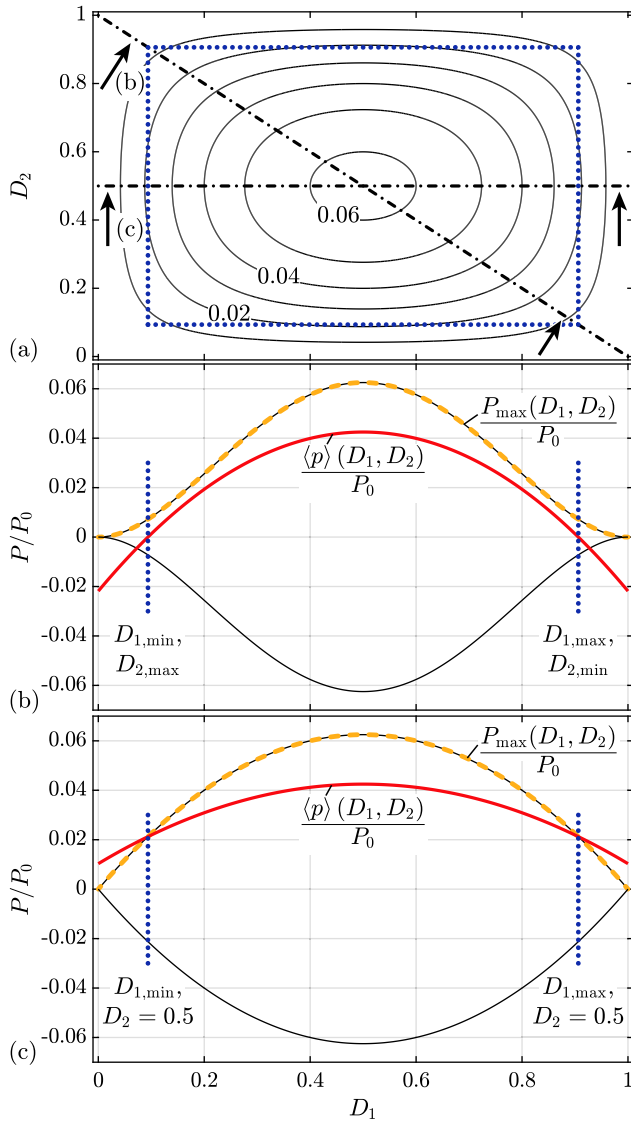 1
0.8
0.6
0.4
0.2
0
D₂
(b)
(c)
0.06
0.04
0.02
(a)
0.06
0.04
0.02
0
-0.02
-0.04
-0.06
P/P₀
P_max(D₁, D₂)
P₀
⟨p⟩ (D₁, D₂)
P₀
D₁,min,
D₂,max
D₁,max,
D₂,min
(b)
0.06
0.04
0.02
0
-0.02
-0.04
-0.06
P/P₀
P_max(D₁, D₂)
P₀
⟨p⟩ (D₁, D₂)
P₀
D₁,min,
D₂ = 0.5
D₁,max,
D₂ = 0.5
(c)
0 0.2 0.4 0.6 0.8 1
D₁